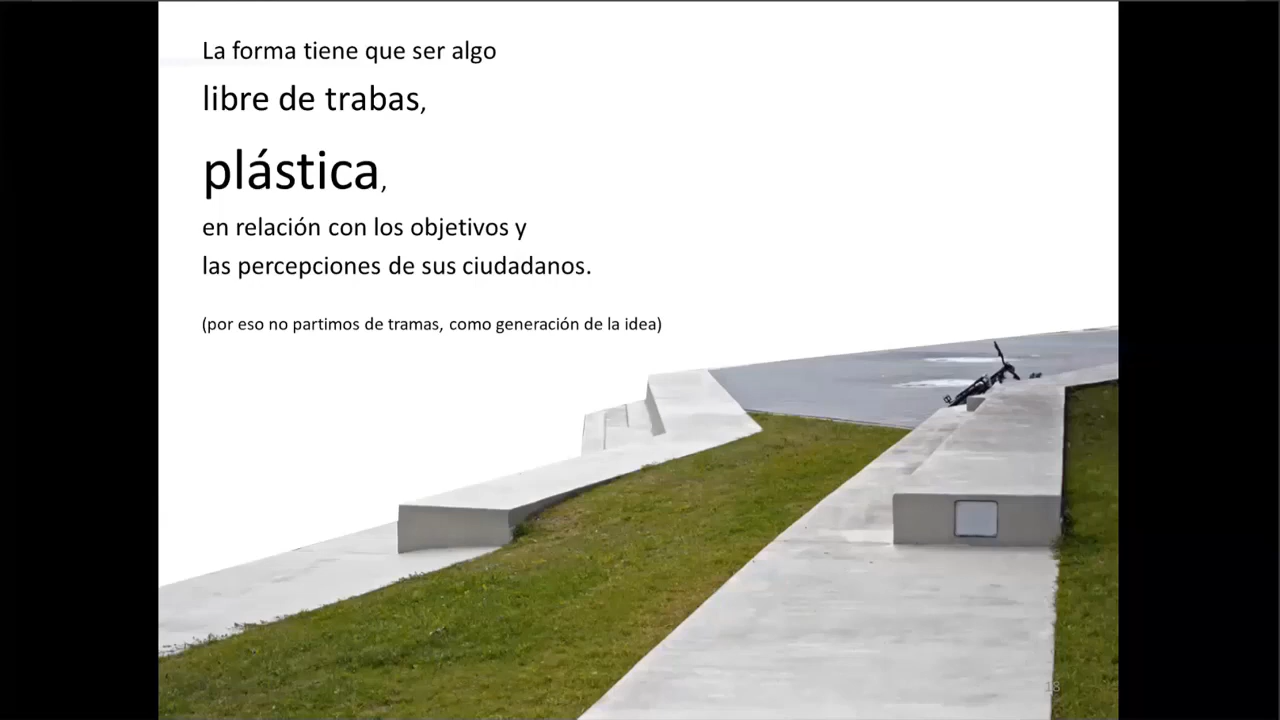 La forma tiene que ser algo
libre de trabas,
plástica,
en relación con los objetivos y
las percepciones de sus ciudadanos.
(por eso no partimos de tramas, como generación de la idea)
18